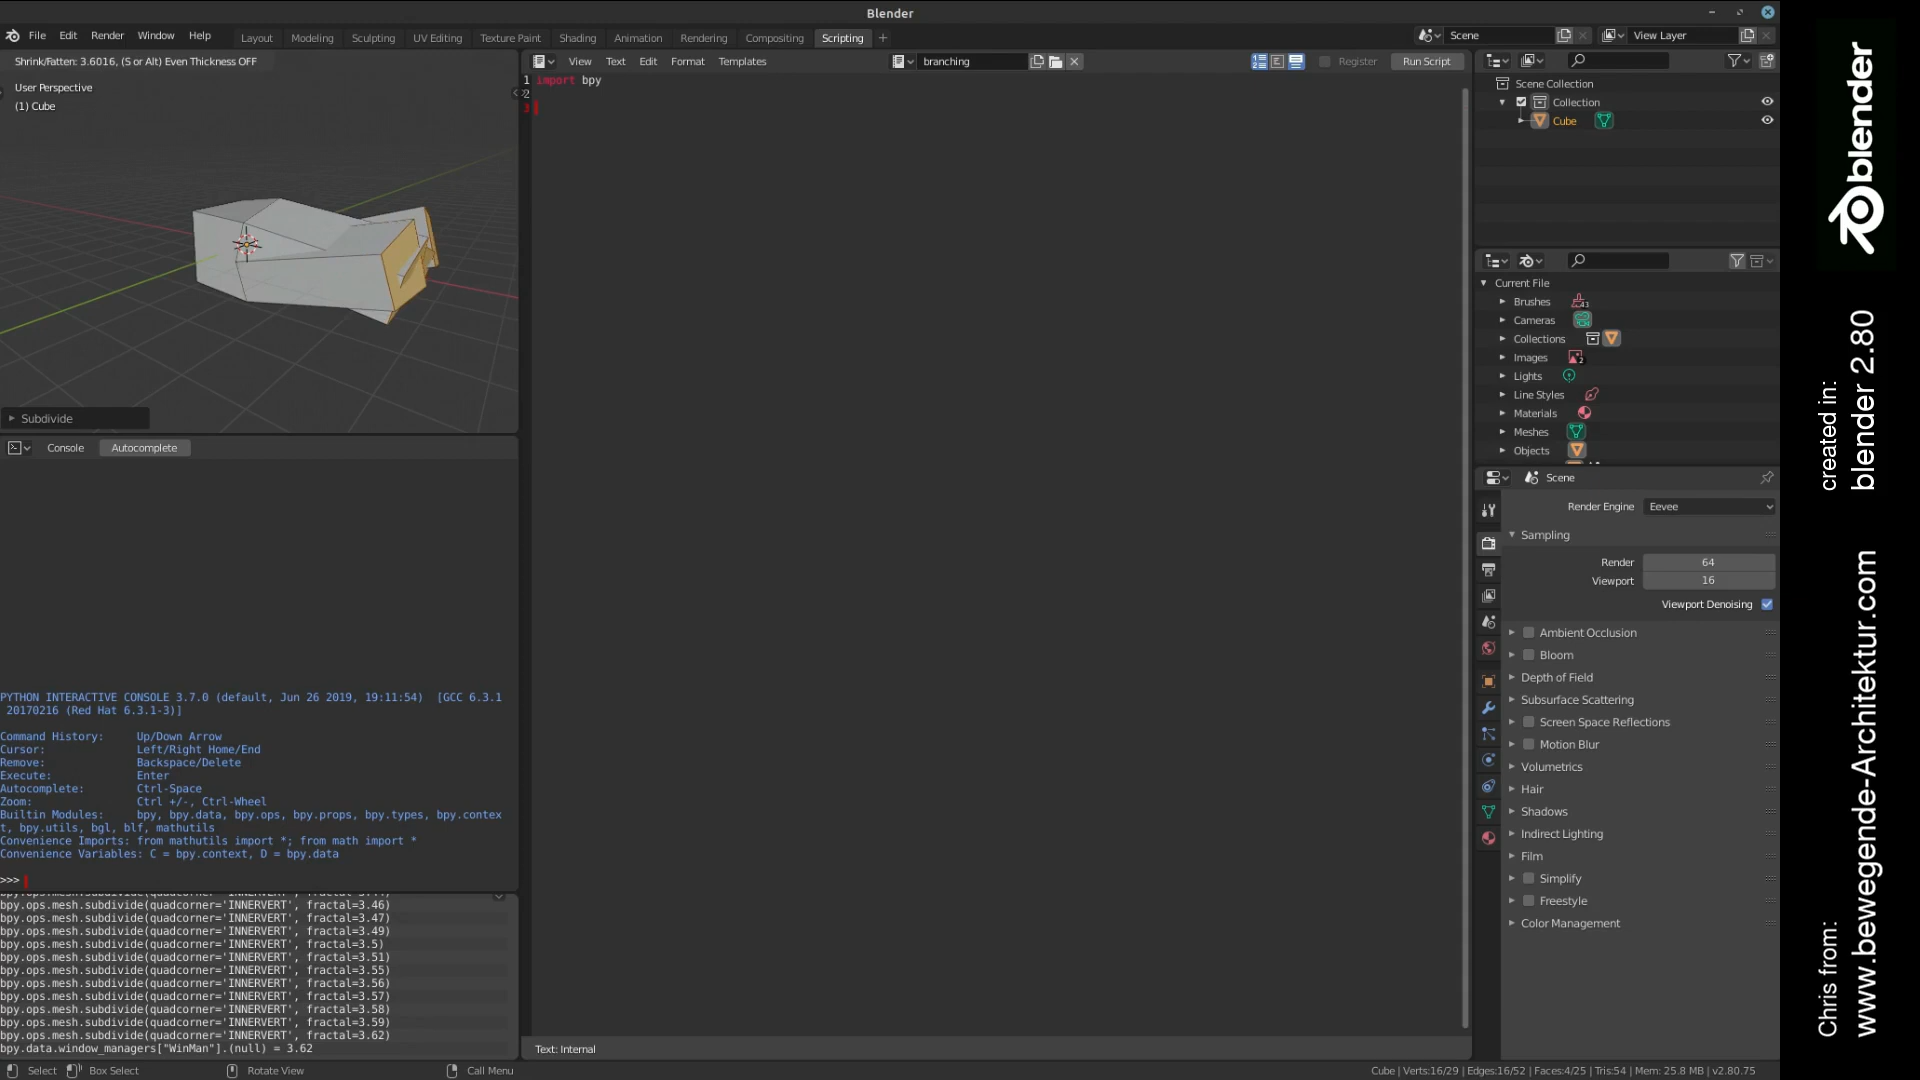 Blender
File Edit Render Window Help
Layout Modeling Sculpting UV Editing Texture Paint Shading Animation Rendering Compositing Scripting +
Scene
View Layer
Shrink/Fatten: 3.6016, (S or Alt) Even Thickness OFF
User Perspective
(1) Cube
Subdivide
View Text Edit Format Templates
branching
Register
Run Script
1 import bpy
2
3
Text: Internal
Console Autocomplete
PYTHON INTERACTIVE CONSOLE 3.7.0 (default, Jun 26 2019, 19:11:54)  [GCC 6.3.1
20170216 (Red Hat 6.3.1-3)]
Command History: Up/Down Arrow
Cursor: Left/Right Home/End
Remove: Backspace/Delete
Execute: Enter
Autocomplete: Ctrl-Space
Zoom: Ctrl +/-, Ctrl-Wheel
Builtin Modules: bpy, bpy.data, bpy.ops, bpy.props, bpy.types, bpy.contex
t, bpy.utils, bgl, blf, mathutils
Convenience Imports: from mathutils import *; from math import *
Convenience Variables: C = bpy.context, D = bpy.data
>>>
bpy.ops.mesh.subdivide(quadcorner='INNERVERT', fractal=3.46)
bpy.ops.mesh.subdivide(quadcorner='INNERVERT', fractal=3.47)
bpy.ops.mesh.subdivide(quadcorner='INNERVERT', fractal=3.49)
bpy.ops.mesh.subdivide(quadcorner='INNERVERT', fractal=3.5)
bpy.ops.mesh.subdivide(quadcorner='INNERVERT', fractal=3.51)
bpy.ops.mesh.subdivide(quadcorner='INNERVERT', fractal=3.55)
bpy.ops.mesh.subdivide(quadcorner='INNERVERT', fractal=3.56)
bpy.ops.mesh.subdivide(quadcorner='INNERVERT', fractal=3.57)
bpy.ops.mesh.subdivide(quadcorner='INNERVERT', fractal=3.58)
bpy.ops.mesh.subdivide(quadcorner='INNERVERT', fractal=3.59)
bpy.ops.mesh.subdivide(quadcorner='INNERVERT', fractal=3.62)
bpy.data.window_managers["WinMan"].(null) = 3.62
Scene Collection
Collection
Cube
Current File
Brushes 43
Cameras
Collections
Images 2
Lights
Line Styles
Materials
Meshes
Objects
Scene
Render Engine Eevee
Sampling
Render 64
Viewport 16
Viewport Denoising
Ambient Occlusion
Bloom
Depth of Field
Subsurface Scattering
Screen Space Reflections
Motion Blur
Volumetrics
Hair
Shadows
Indirect Lighting
Film
Simplify
Freestyle
Color Management
Select Box Select Rotate View Call Menu
Cube | Verts:16/29 | Edges:16/52 | Faces:4/25 | Tris:54 | Mem: 25.8 MB | v2.80.75
blender
created in:
blender 2.80
Chris from:
www.bewegende-Architektur.com